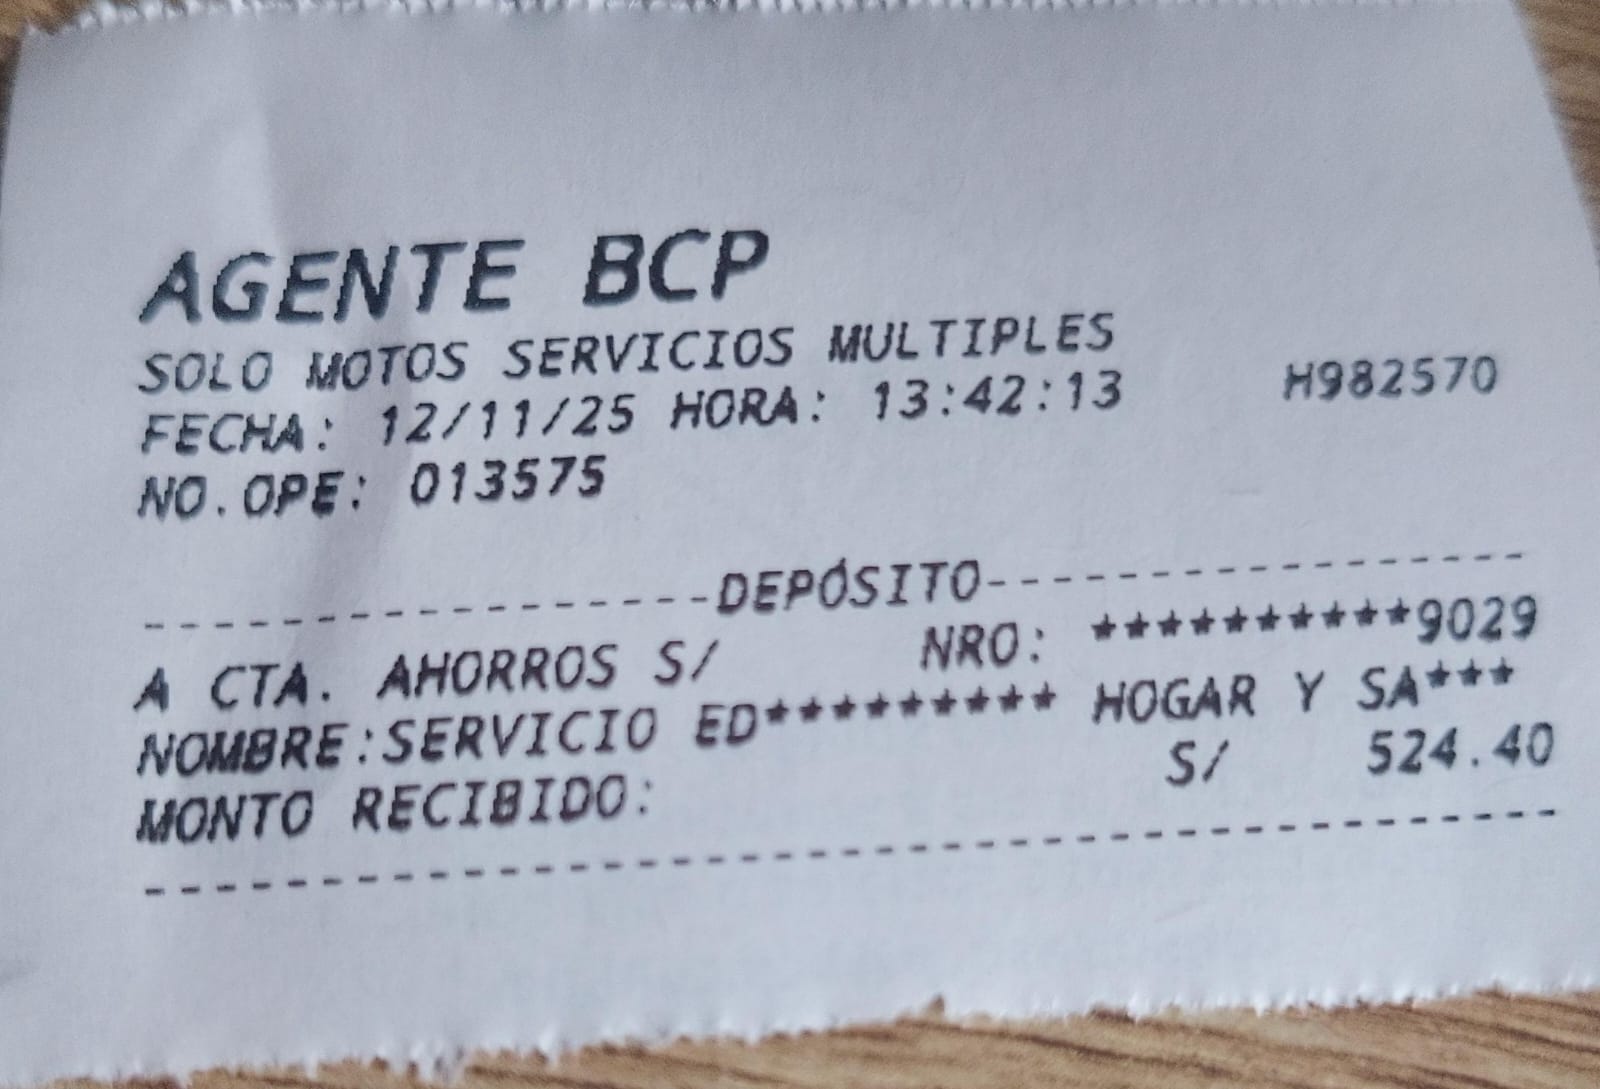 AGENTE BCP
SOLO MOTOS SERVICIOS MULTIPLES
FECHA: 12/11/25 HORA: 13:42:13 H982570
NO.OPE: 013575
----------------DEPÓSITO----------------
A CTA. AHORROS S/ NRO: **********9029
NOMBRE:SERVICIO ED********* HOGAR Y SA***
MONTO RECIBIDO: S/ 524.40
----------------------------------------